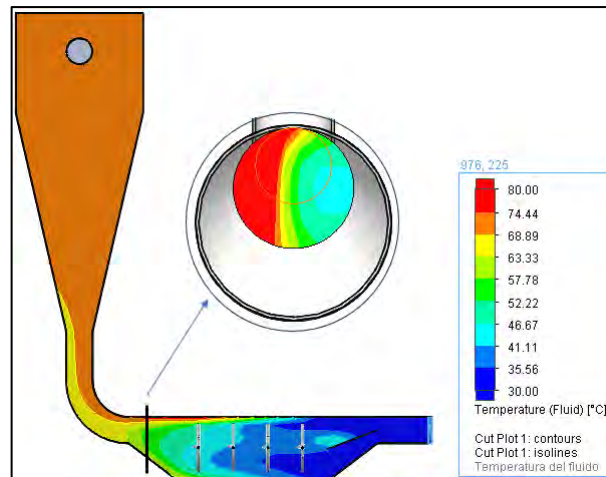 976, 225
80.00
74.44
68.89
63.33
57.78
52.22
46.67
41.11
35.56
30.00
Temperature (Fluid) [°C]
Cut Plot 1: contours
Cut Plot 1: isolines
Temperatura del fluido